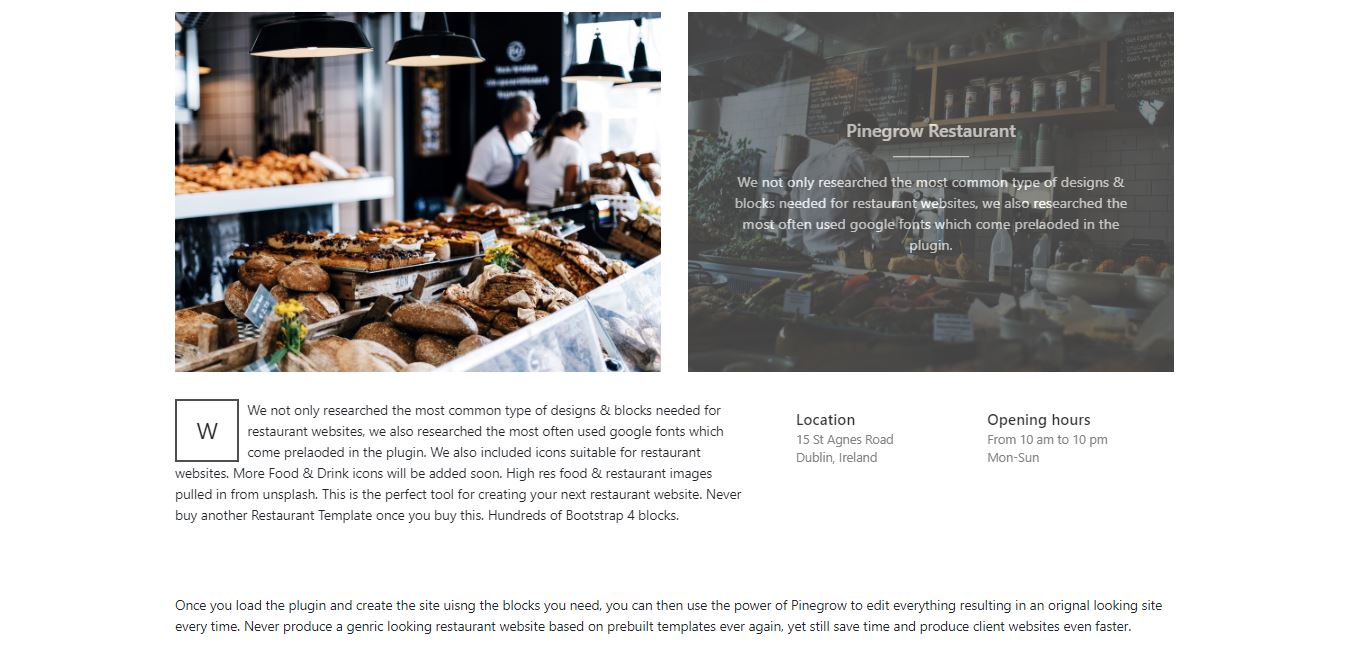 Pinegrow Restaurant
We not only researched the most common type of designs &
blocks needed for restaurant websites, we also researched the
most often used google fonts which come prelaoded in the
plugin.
W
We not only researched the most common type of designs & blocks needed for
restaurant websites, we also researched the most often used google fonts which
come prelaoded in the plugin. We also included icons suitable for restaurant
websites. More Food & Drink icons will be added soon. High res food & restaurant images
pulled in from unsplash. This is the perfect tool for creating your next restaurant website. Never
buy another Restaurant Template once you buy this. Hundreds of Bootstrap 4 blocks.
Location
15 St Agnes Road
Dublin, Ireland
Opening hours
From 10 am to 10 pm
Mon-Sun
Once you load the plugin and create the site uisng the blocks you need, you can then use the power of Pinegrow to edit everything resulting in an orignal looking site
every time. Never produce a genric looking restaurant website based on prebuilt templates ever again, yet still save time and produce client websites even faster.